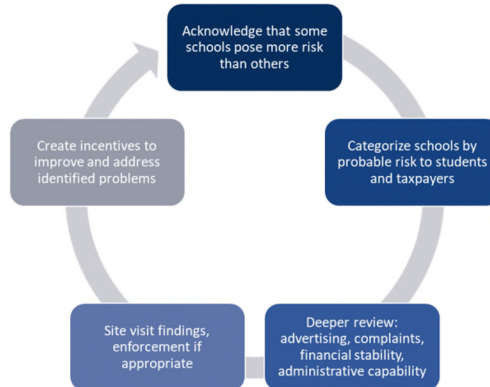 Acknowledge that some
schools pose more risk
than others
Categorize schools by
probable risk to students
and taxpayers
Deeper review:
advertising, complaints,
financial stability,
administrative capability
Site visit findings,
enforcement if
appropriate
Create incentives to
improve and address
identified problems